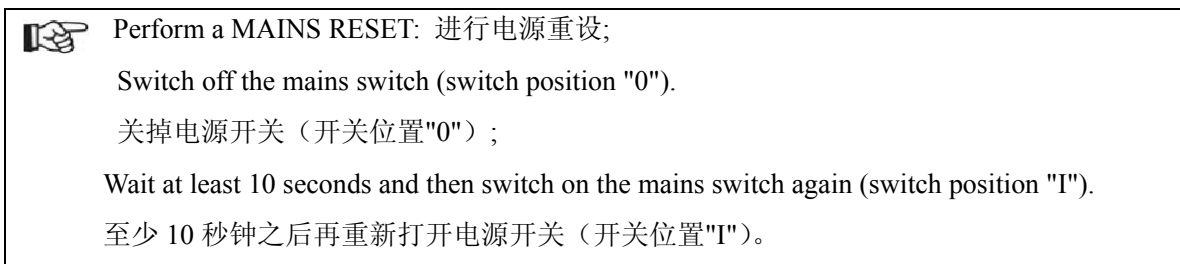 Perform a MAINS RESET: 进行电源重设;
Switch off the mains switch (switch position "0").
关掉电源开关（开关位置"0"）;
Wait at least 10 seconds and then switch on the mains switch again (switch position "I").
至少 10 秒钟之后再重新打开电源开关（开关位置"I"）。